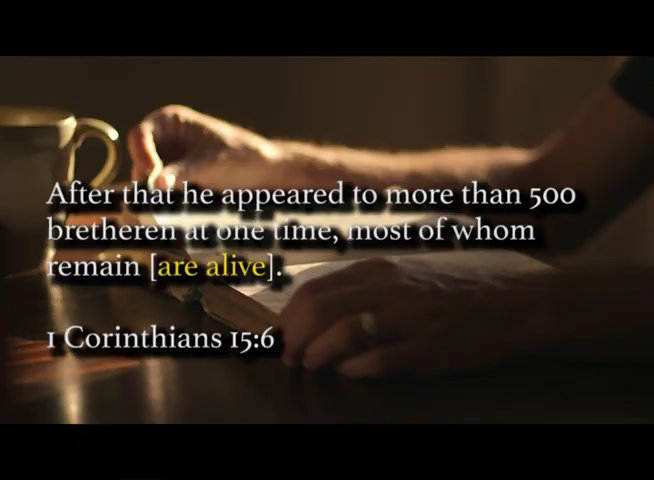 After that he appeared to more than 500
bretheren at one time, most of whom
remain [are alive].
1 Corinthians 15:6